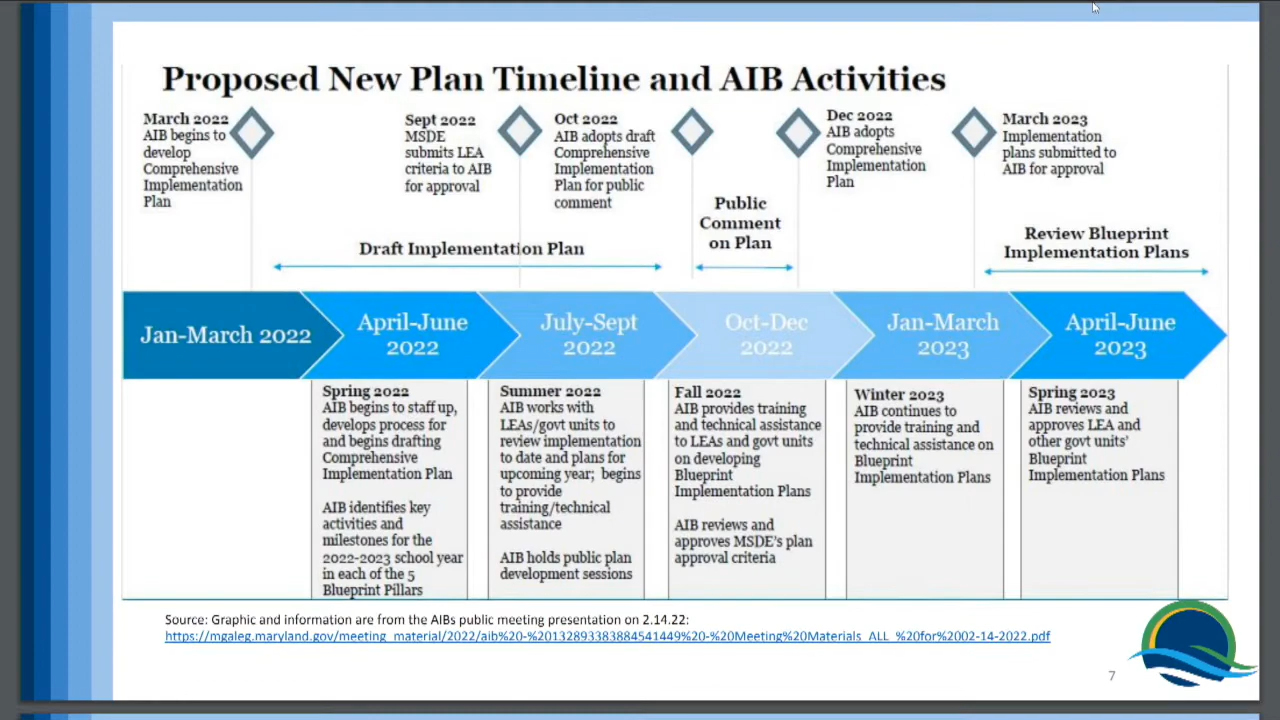 Proposed New Plan Timeline and AIB Activities
March 2022
AIB begins to
develop
Comprehensive
Implementation
Plan
Sept 2022
MSDE
submits LEA
criteria to AIB
for approval
Oct 2022
AIB adopts draft
Comprehensive
Implementation
Plan for public
comment
Dec 2022
AIB adopts
Comprehensive
Implementation
Plan
March 2023
Implementation
plans submitted to
AIB for approval
Draft Implementation Plan
Public
Comment
on Plan
Review Blueprint
Implementation Plans
Jan-March 2022
April-June
2022
July-Sept
2022
Oct-Dec
2022
Jan-March
2023
April-June
2023
Spring 2022
AIB begins to staff up,
develops process for
and begins drafting
Comprehensive
Implementation Plan
AIB identifies key
activities and
milestones for the
2022-2023 school year
in each of the 5
Blueprint Pillars
Summer 2022
AIB works with
LEAs/govt units to
review implementation
to date and plans for
upcoming year; begins
to provide
training/technical
assistance
AIB holds public plan
development sessions
Fall 2022
AIB provides training
and technical assistance
to LEAs and govt units
on developing
Blueprint
Implementation Plans
AIB reviews and
approves MSDE's plan
approval criteria
Winter 2023
AIB continues to
provide training and
technical assistance on
Blueprint
Implementation Plans
Spring 2023
AIB reviews and
approves LEA and
other govt units'
Blueprint
Implementation Plans
Source: Graphic and information are from the AIBs public meeting presentation on 2.14.22:
https://mgaleg.maryland.gov/meeting_material/2022/aib%20-%20132893383884541449%20-%20Meeting%20Materials_ALL_%20for%2002-14-2022.pdf
7